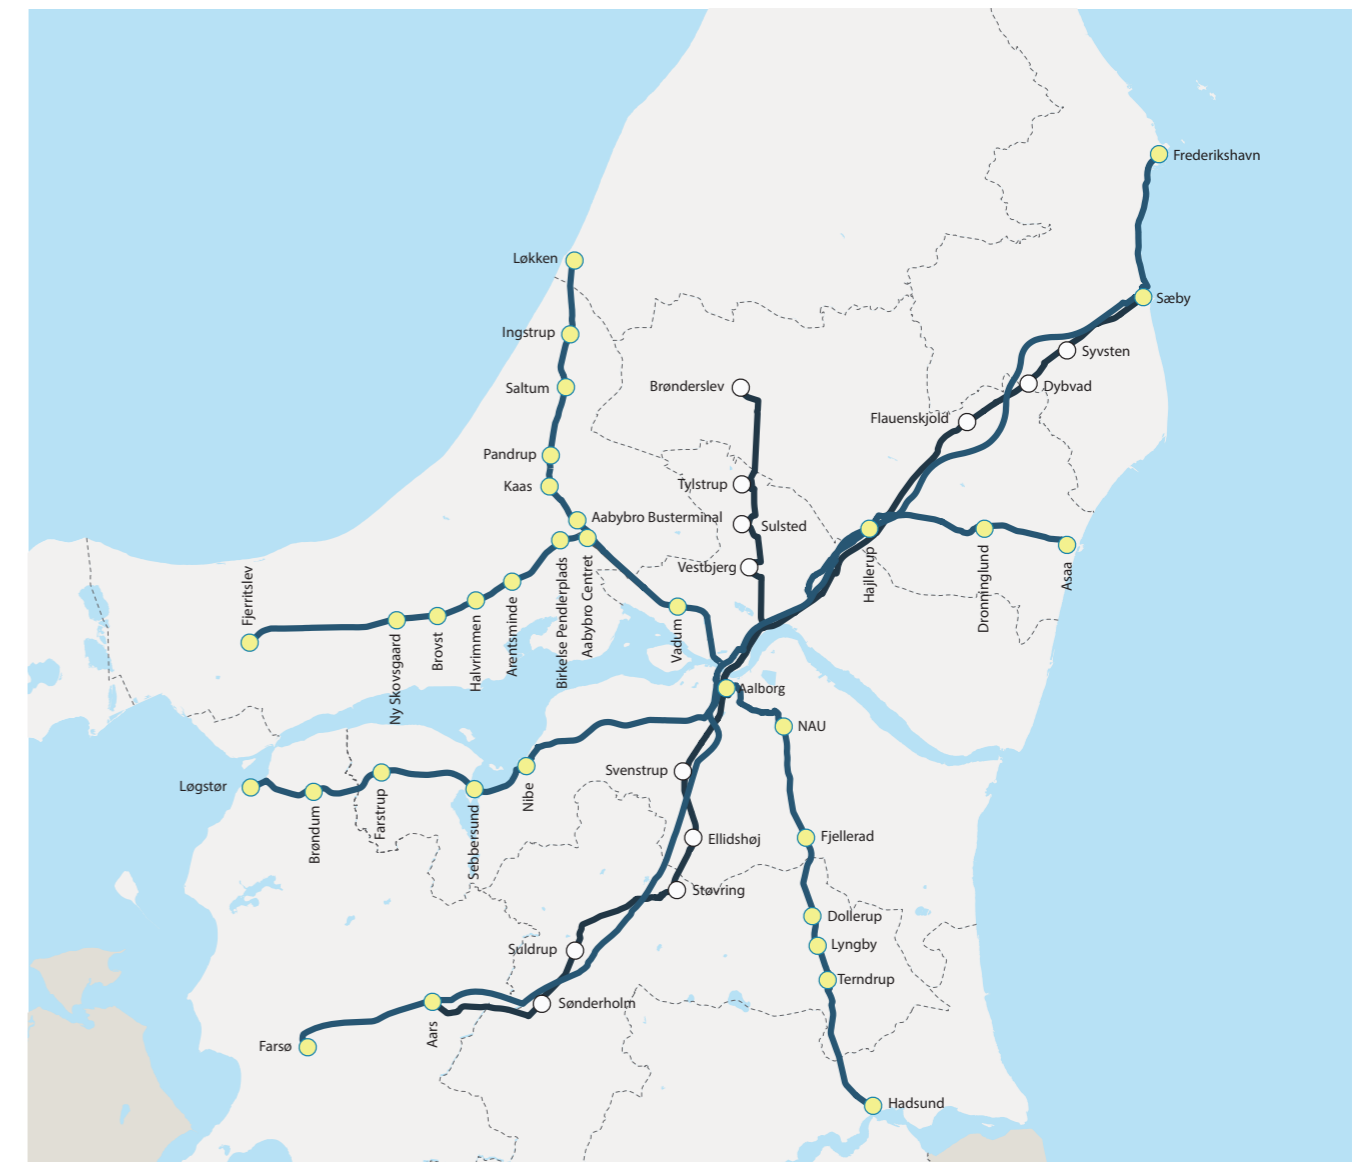 Frederikshavn
Løkken
Sæby
Ingstrup
Syvsten
Saltum
Brønderslev
Dybvad
Flauenskjold
Pandrup
Kaas
Tylstrup
Aabybro Busterminal
Sulsted
Vestbjerg
Hajllerup
Dronninglund
Asaa
Fjerritslev
Ny Skovsgaard
Brovst
Halvrimmen
Arentsminde
Birkelse Pendlerplads
Aabybro Centret
Vadum
Aalborg
NAU
Svenstrup
Løgstør
Brøndum
Farstrup
Sebbersund
Nibe
Ellidshøj
Fjellerad
Støvring
Dollerup
Lyngby
Suldrup
Terndrup
Sønderholm
Aars
Farsø
Hadsund